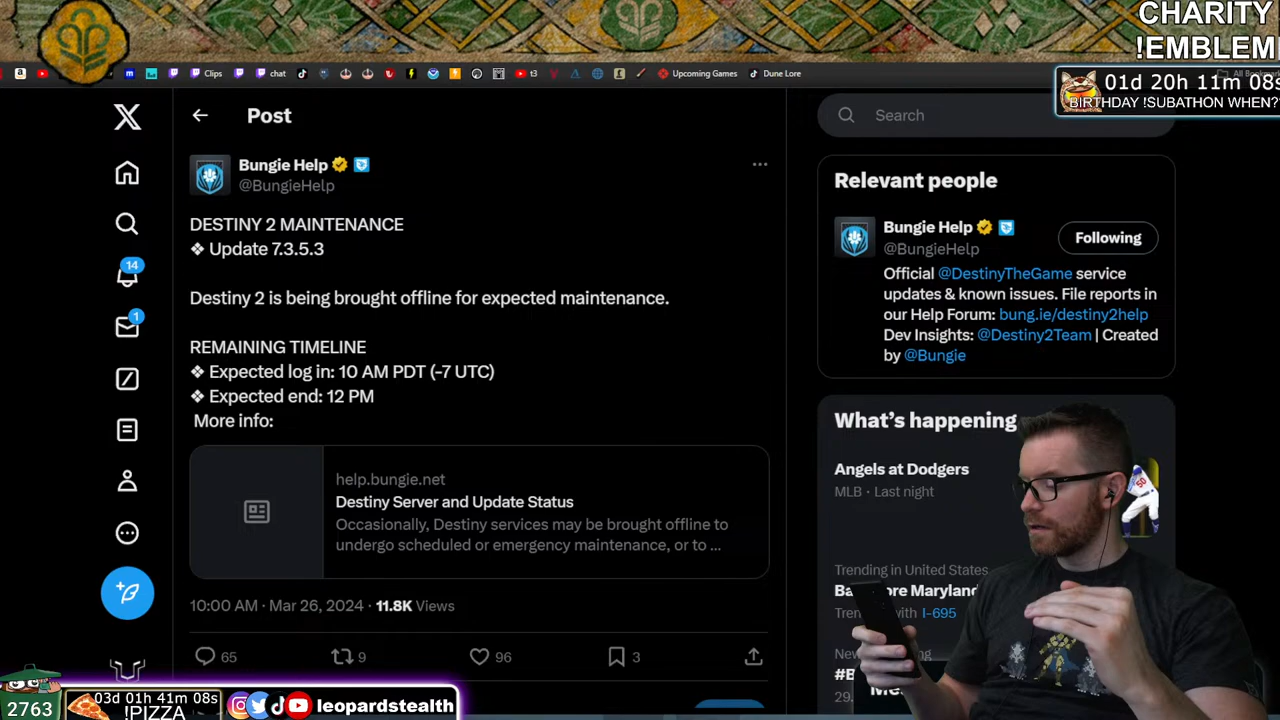 CHARITY
!EMBLEM
Clips
chat
t3
Upcoming Games
Dune Lore
01d 20h 11m 08s
BIRTHDAY !SUBATHON WHEN?
Post
Search
Bungie Help
@BungieHelp
DESTINY 2 MAINTENANCE
❖ Update 7.3.5.3
Destiny 2 is being brought offline for expected maintenance.
REMAINING TIMELINE
❖ Expected log in: 10 AM PDT (-7 UTC)
❖ Expected end: 12 PM
More info:
help.bungie.net
Destiny Server and Update Status
Occasionally, Destiny services may be brought offline to
undergo scheduled or emergency maintenance, or to ...
10:00 AM · Mar 26, 2024 · 11.8K Views
65
9
96
3
14
1
Relevant people
Bungie Help
@BungieHelp
Following
Official @DestinyTheGame service
updates & known issues. File reports in
our Help Forum: bung.ie/destiny2help
Dev Insights: @Destiny2Team | Created
by @Bungie
What's happening
Angels at Dodgers
MLB · Last night
50
Trending in United States
Maryland
with I-695
#B
29.
2763
03d 01h 41m 08s
!PIZZA
leopardstealth